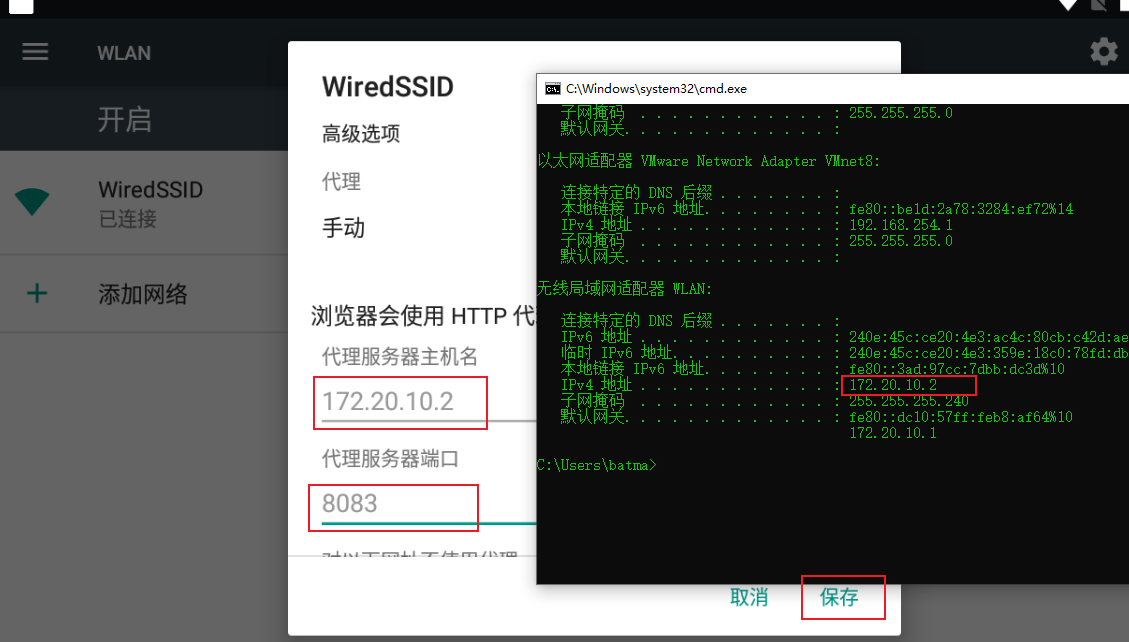 WLAN
开启
WiredSSID
已连接
添加网络
WiredSSID
高级选项
代理
手动
浏览器会使用 HTTP 代
代理服务器主机名
172.20.10.2
代理服务器端口
8083
对以下网址不使用代理
取消
保存
C:\Windows\system32\cmd.exe
子网掩码 . . . . . . . . . . . . : 255.255.255.0
默认网关. . . . . . . . . . . . . :
以太网适配器 VMware Network Adapter VMnet8:
连接特定的 DNS 后缀 . . . . . . . :
本地链接 IPv6 地址. . . . . . . . : fe80::be1d:2a78:3284:ef72%14
IPv4 地址 . . . . . . . . . . . . : 192.168.254.1
子网掩码 . . . . . . . . . . . . : 255.255.255.0
默认网关. . . . . . . . . . . . . :
无线局域网适配器 WLAN:
连接特定的 DNS 后缀 . . . . . . . :
IPv6 地址 . . . . . . . . . . . . : 240e:45c:ce20:4e3:ac4c:80cb:c42d:ae
临时 IPv6 地址. . . . . . . . . . : 240e:45c:ce20:4e3:359e:18c0:78fd:db
本地链接 IPv6 地址. . . . . . . . : fe80::3ad:97cc:7dbb:dc3d%10
IPv4 地址 . . . . . . . . . . . . : 172.20.10.2
子网掩码 . . . . . . . . . . . . : 255.255.255.240
默认网关. . . . . . . . . . . . . : fe80::dc10:57ff:feb8:af64%10
172.20.10.1
C:\Users\batma>